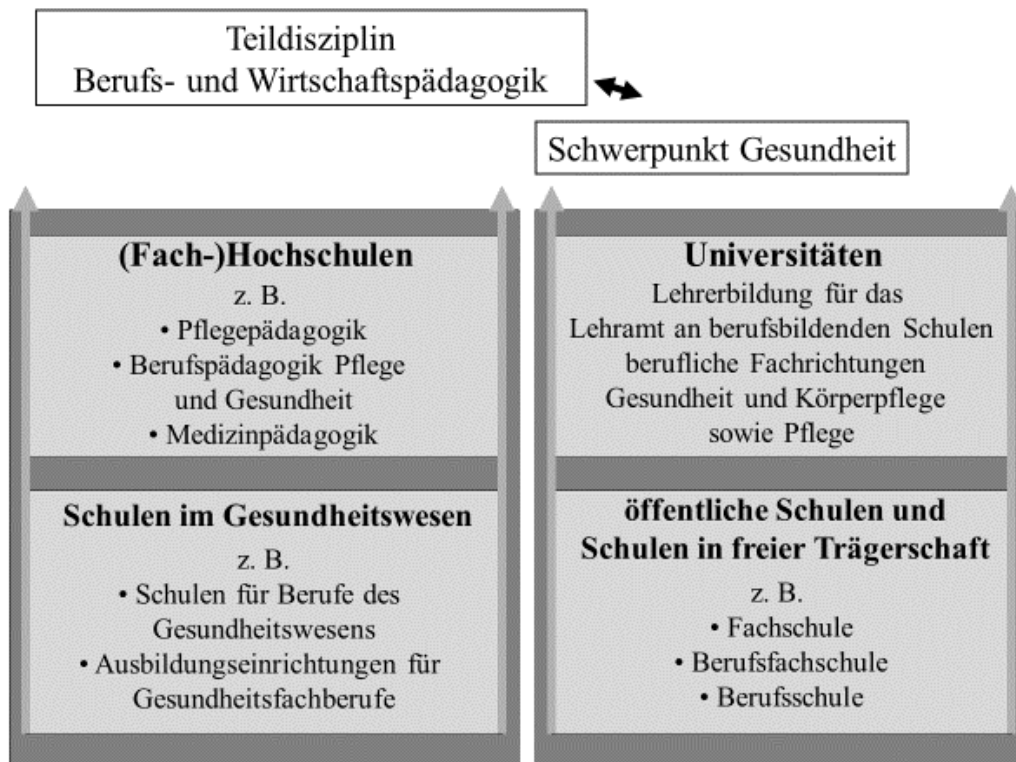 Teildisziplin
Berufs- und Wirtschaftspädagogik
Schwerpunkt Gesundheit
(Fach-)Hochschulen
z. B.
• Pflegepädagogik
• Berufspädagogik Pflege
und Gesundheit
• Medizinpädagogik
Universitäten
Lehrerbildung für das
Lehramt an berufsbildenden Schulen
berufliche Fachrichtungen
Gesundheit und Körperpflege
sowie Pflege
Schulen im Gesundheitswesen
z. B.
• Schulen für Berufe des
Gesundheitswesens
• Ausbildungseinrichtungen für
Gesundheitsfachberufe
öffentliche Schulen und
Schulen in freier Trägerschaft
z. B.
• Fachschule
• Berufsfachschule
• Berufsschule